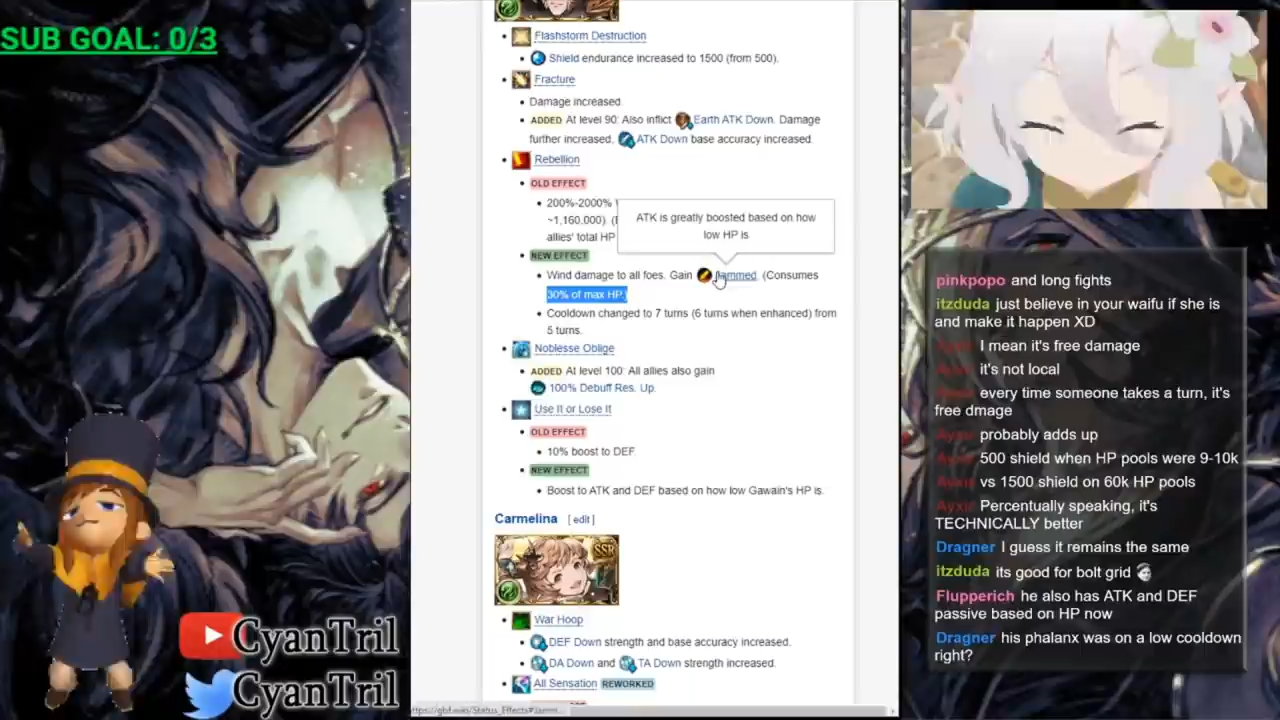 SUB GOAL: 0/3
Flashstorm Destruction
Shield endurance increased to 1500 (from 500).
Fracture
Damage increased
ADDED At level 90: Also inflict Earth ATK Down. Damage
further increased. ATK Down base accuracy increased.
Rebellion
OLD EFFECT
200%-2000%
~1,160,000)
allies' total HP
ATK is greatly boosted based on how
low HP is
NEW EFFECT
Wind damage to all foes. Gain Jammed. (Consumes
30% of max HP.)
Cooldown changed to 7 turns (6 turns when enhanced) from
5 turns.
Noblesse Oblige
ADDED At level 100: All allies also gain
100% Debuff Res. Up.
Use It or Lose It
OLD EFFECT
10% boost to DEF
NEW EFFECT
Boost to ATK and DEF based on how low Gawain's HP is.
Carmelina [ edit ]
SSR
War Hoop
DEF Down strength and base accuracy increased.
DA Down and TA Down strength increased.
All Sensation REWORKED
CyanTril
CyanTril
pinkpopo and long fights
itzduda just believe in your waifu if she is
and make it happen XD
I mean it's free damage
it's not local
every time someone takes a turn, it's
free dmage
probably adds up
500 shield when HP pools were 9-10k
vs 1500 shield on 60k HP pools
Percentually speaking, it's
TECHNICALLY better
Dragner I guess it remains the same
itzduda its good for bolt grid
Flupperich he also has ATK and DEF
passive based on HP now
Dragner his phalanx was on a low cooldown
right?